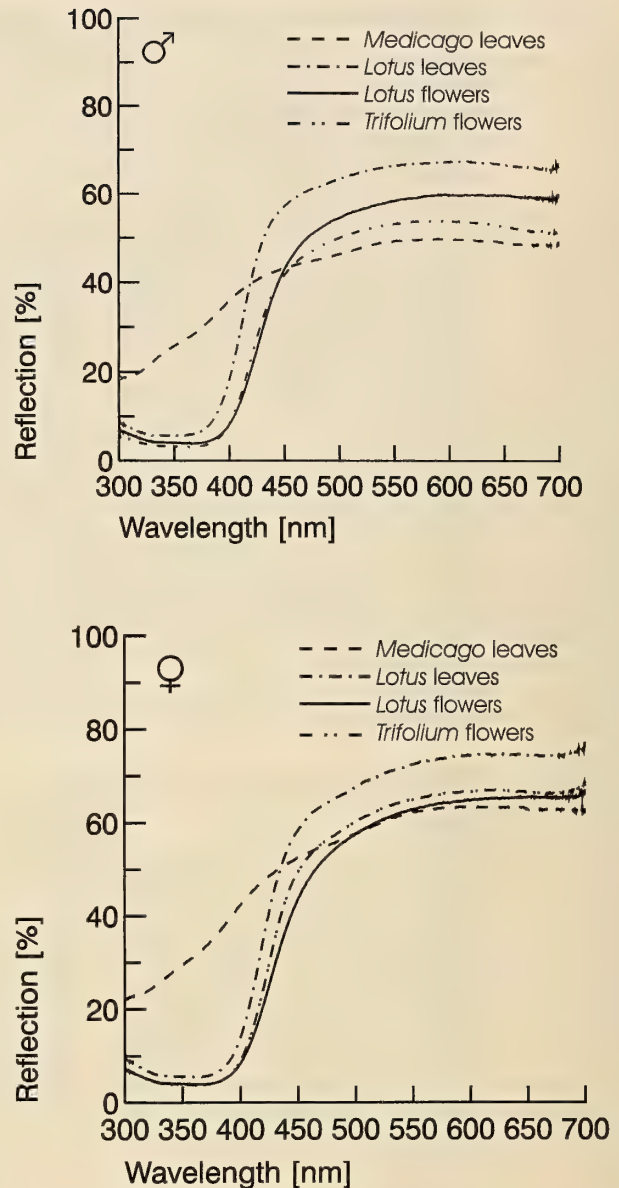 100
80
60
40
20
0
Reflection [%]
♂
Medicago leaves
Lotus leaves
Lotus flowers
Trifolium flowers
300 350 400 450 500 550 600 650 700
Wavelength [nm]
100
80
60
40
20
0
Reflection [%]
♀
Medicago leaves
Lotus leaves
Lotus flowers
Trifolium flowers
300 350 400 450 500 550 600 650 700
Wavelength [nm]